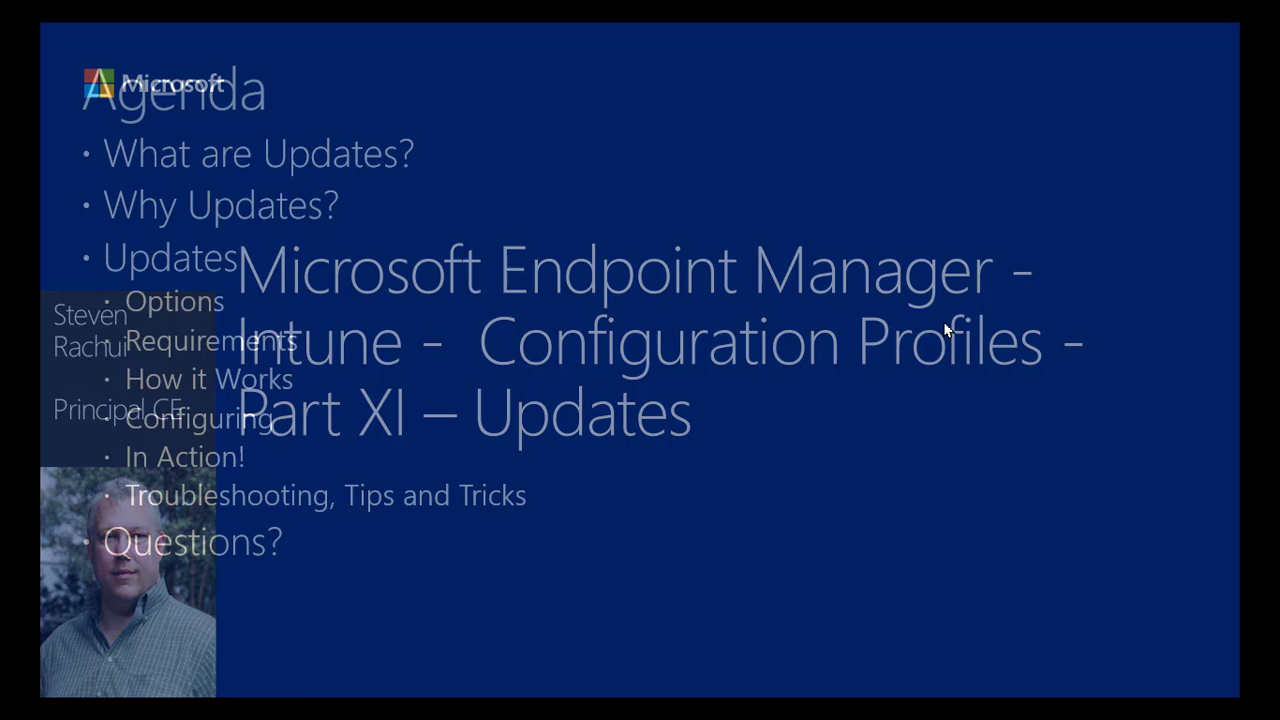 Microsoft
Agenda
• What are Updates?
• Why Updates?
• Updates
• Options
• Requirements
• How it Works
• Configuring
• In Action!
• Troubleshooting, Tips and Tricks
• Questions?
Microsoft Endpoint Manager -
Intune - Configuration Profiles -
Part XI – Updates
Steven
Rachui
Principal CE